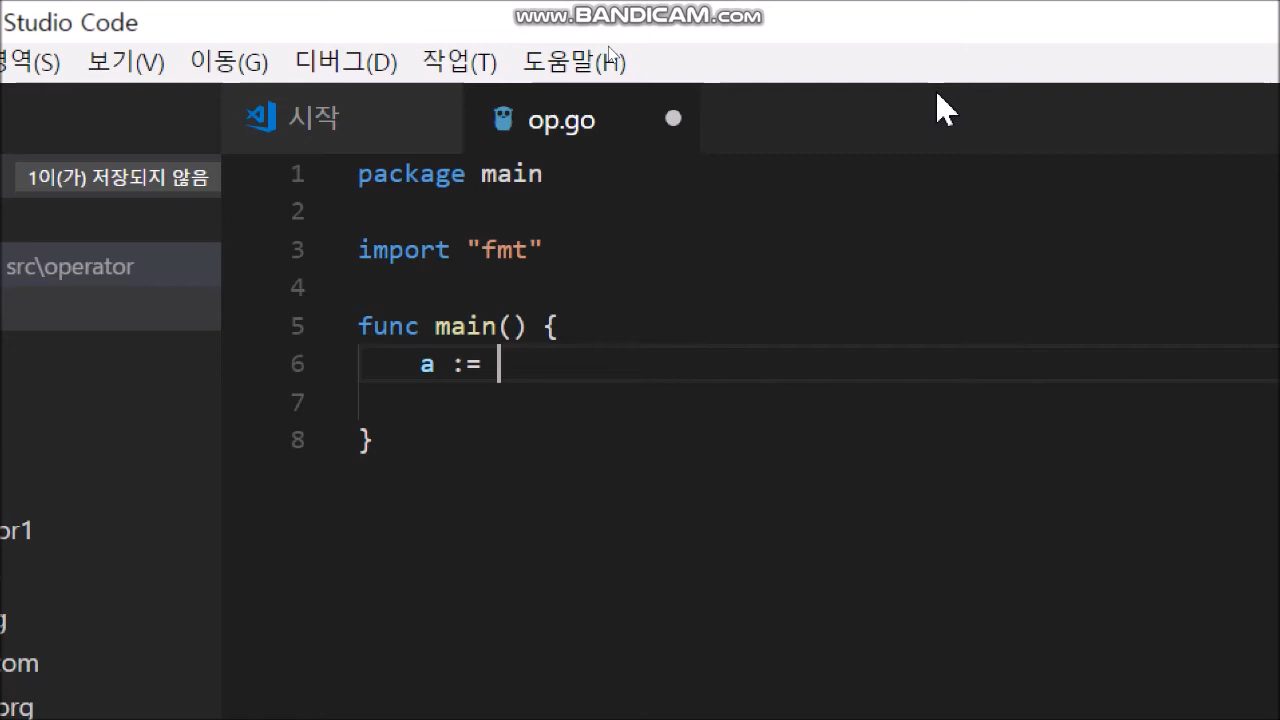 Studio Code
www.BANDICAM.com
영역(S) 보기(V) 이동(G) 디버그(D) 작업(T) 도움말(H)
시작 op.go
1이(가) 저장되지 않음
src\operator
1 package main
2
3 import "fmt"
4
5 func main() {
6 a :=
7
8 }
or1
g
com
org